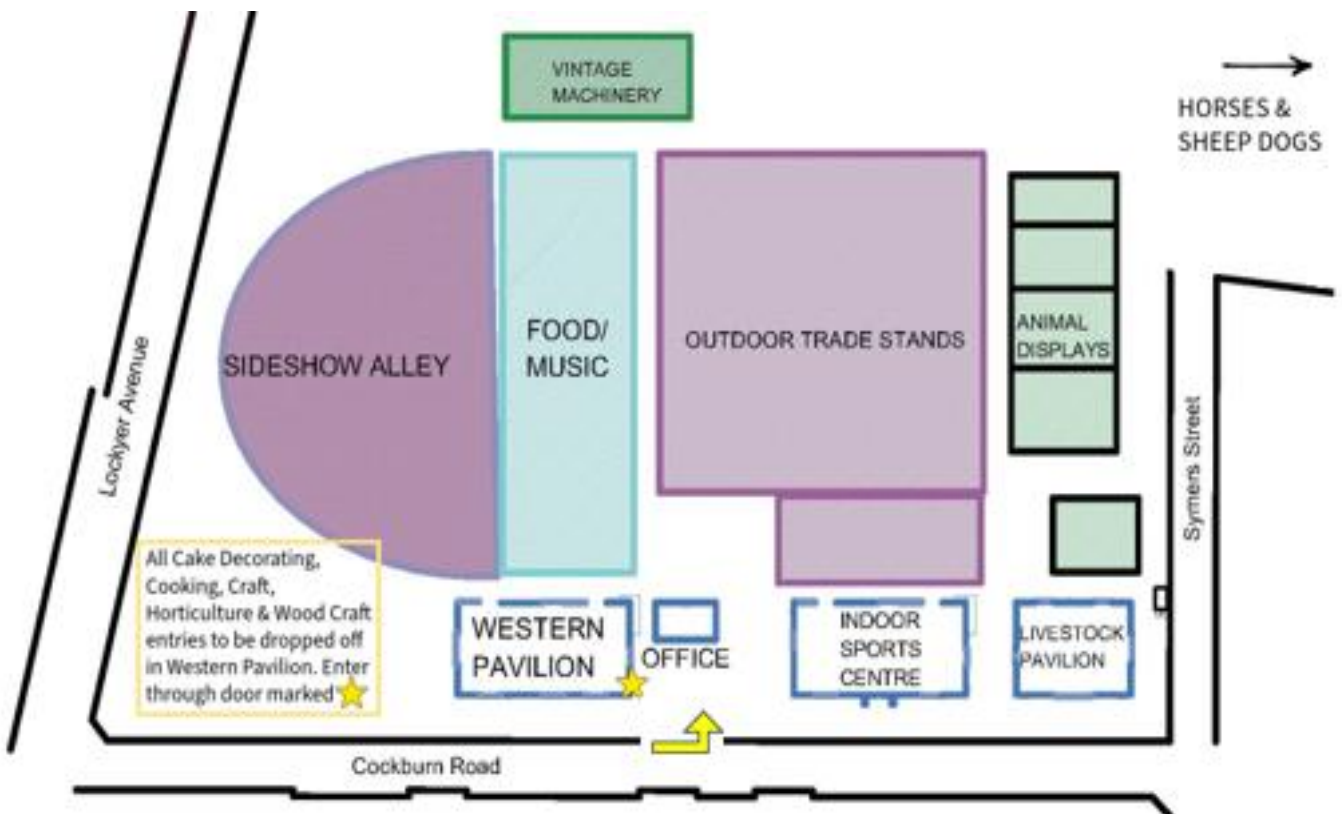 VINTAGE
MACHINERY
HORSES &
SHEEP DOGS
SIDESHOW ALLEY
FOOD/
MUSIC
OUTDOOR TRADE STANDS
ANIMAL
DISPLAYS
Lockyer Avenue
Symers Street
All Cake Decorating,
Cooking, Craft,
Horticulture & Wood Craft
entries to be dropped off
in Western Pavilion. Enter
through door marked
WESTERN
PAVILION
OFFICE
INDOOR
SPORTS
CENTRE
LIVESTOCK
PAVILION
Cockburn Road